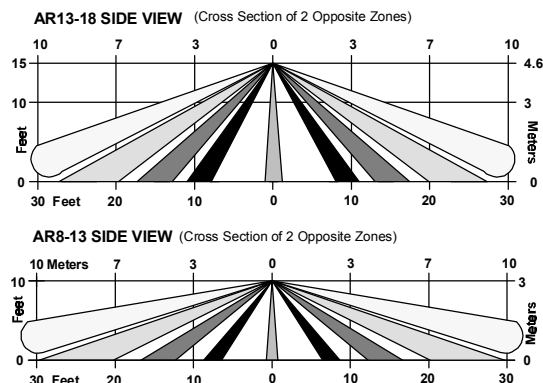 AR13-18 SIDE VIEW (Cross Section of 2 Opposite Zones)
10 7 3 0 3 7 10
15 4.6
10 3
Feet Meters
0 0
30 Feet 20 10 0 10 20 30
AR8-13 SIDE VIEW (Cross Section of 2 Opposite Zones)
10 Meters 7 3 0 3 7 10
10 3
Feet Meters
0 0
30 Feet 20 10 0 10 20 30